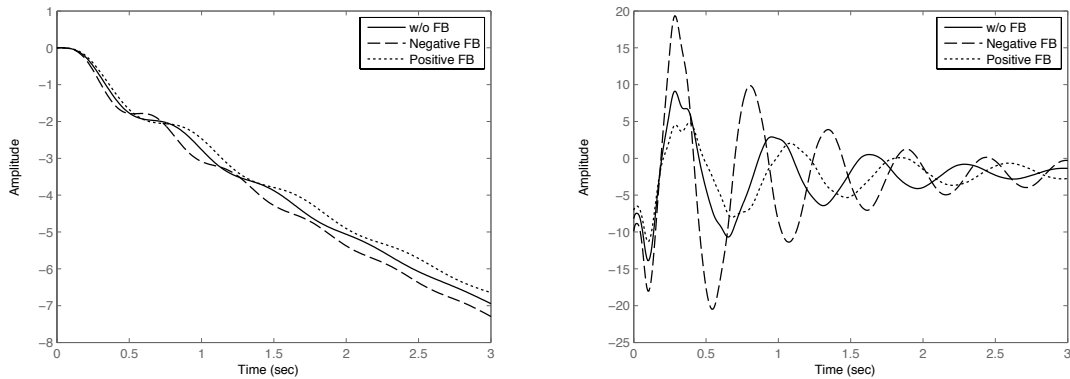 1
0
−1
−2
−3
−4
−5
−6
−7
−8
Amplitude
0 0.5 1 1.5 2 2.5 3
Time (sec)
w/o FB
Negative FB
Positive FB
20
15
10
5
0
−5
−10
−15
−20
−25
Amplitude
0 0.5 1 1.5 2 2.5 3
Time (sec)
w/o FB
Negative FB
Positive FB